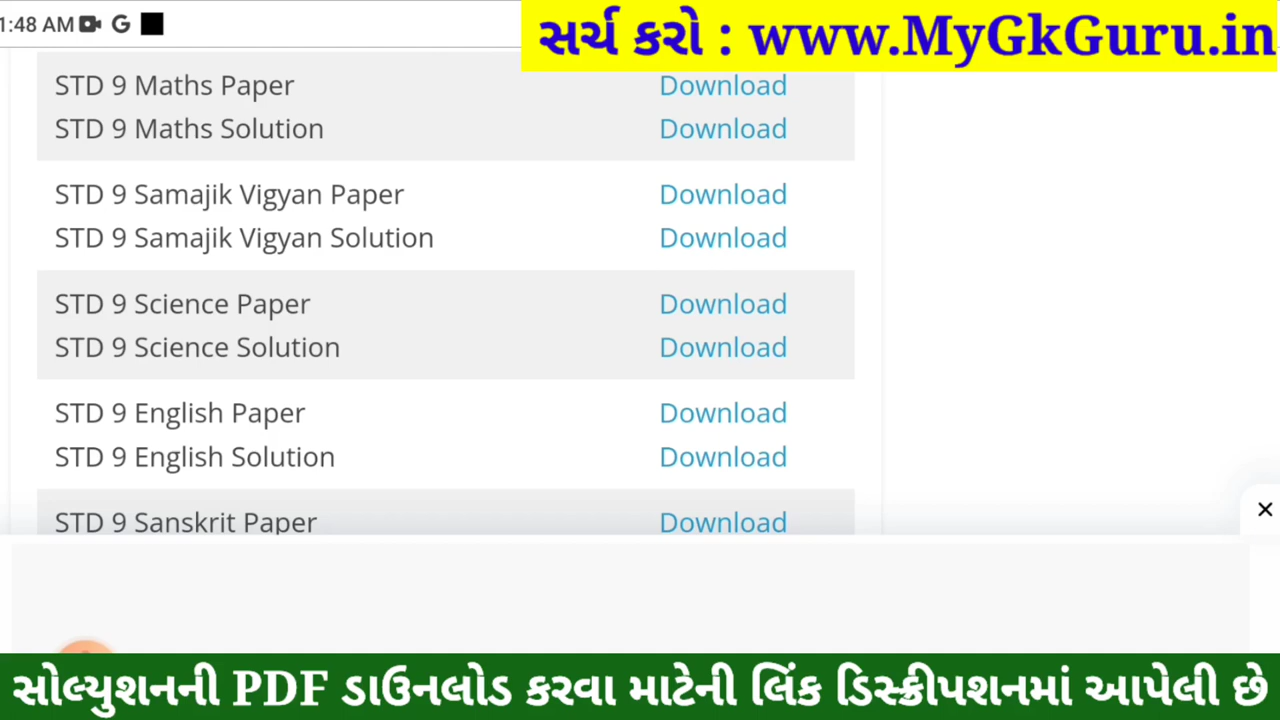 1:48 AM G
સર્ચ કરો : www.MyGkGuru.in
STD 9 Maths Paper Download
STD 9 Maths Solution Download
STD 9 Samajik Vigyan Paper Download
STD 9 Samajik Vigyan Solution Download
STD 9 Science Paper Download
STD 9 Science Solution Download
STD 9 English Paper Download
STD 9 English Solution Download
STD 9 Sanskrit Paper Download
સોલ્યુશનની PDF ડાઉનલોડ કરવા માટેની લિંક ડિસ્ક્રીપશનમાં આપેલી છે